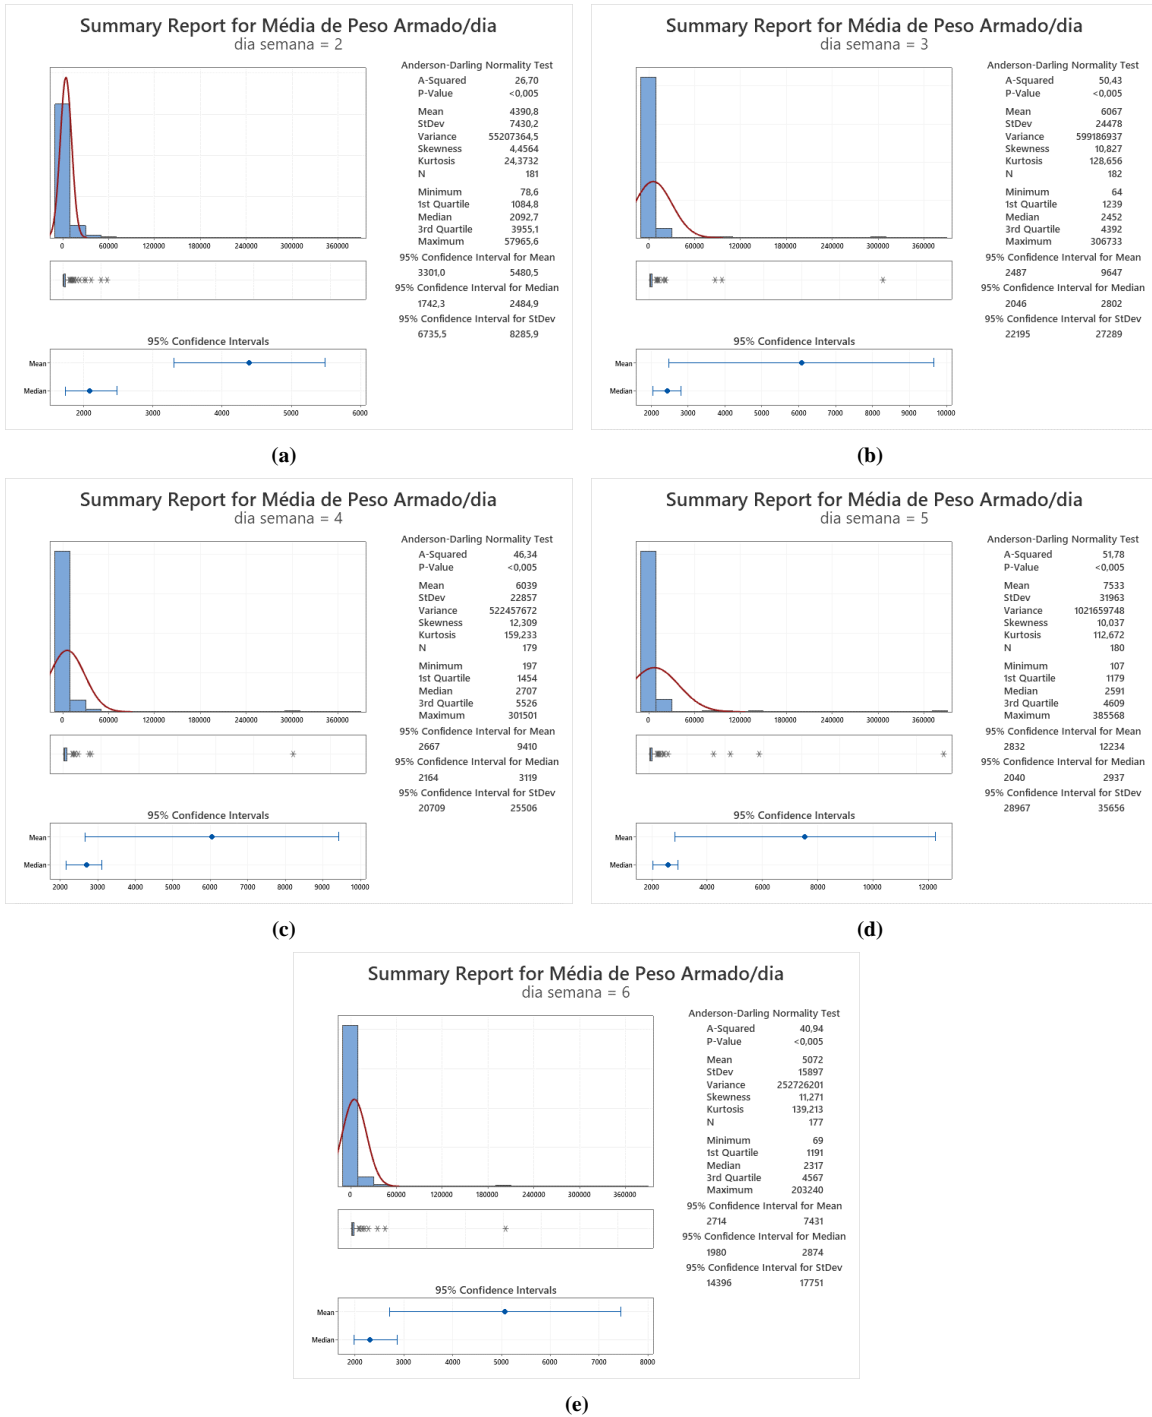 Summary Report for Média de Peso Armado/dia
dia semana = 2
Anderson-Darling Normality Test
A-Squared 26,70
P-Value <0,005
Mean 4390,8
StDev 7430,2
Variance 55207364,5
Skewness 4,4564
Kurtosis 24,3732
N 181
Minimum 78,6
1st Quartile 1084,8
Median 2092,7
3rd Quartile 3955,1
Maximum 57965,6
95% Confidence Interval for Mean
3301,0 5480,5
95% Confidence Interval for Median
1742,3 2484,9
95% Confidence Interval for StDev
6735,5 8285,9
0 60000 120000 180000 240000 300000 360000
95% Confidence Intervals
Mean
Median
2000 3000 4000 5000 6000
(a)
Summary Report for Média de Peso Armado/dia
dia semana = 3
Anderson-Darling Normality Test
A-Squared 50,43
P-Value <0,005
Mean 6067
StDev 24478
Variance 599186937
Skewness 10,827
Kurtosis 128,656
N 182
Minimum 64
1st Quartile 1239
Median 2452
3rd Quartile 4392
Maximum 306733
95% Confidence Interval for Mean
2487 9647
95% Confidence Interval for Median
2046 2802
95% Confidence Interval for StDev
22195 27289
0 60000 120000 180000 240000 300000 360000
95% Confidence Intervals
Mean
Median
2000 3000 4000 5000 6000 7000 8000 9000 10000
(b)
Summary Report for Média de Peso Armado/dia
dia semana = 4
Anderson-Darling Normality Test
A-Squared 46,34
P-Value <0,005
Mean 6039
StDev 22857
Variance 522457672
Skewness 12,309
Kurtosis 159,233
N 179
Minimum 197
1st Quartile 1454
Median 2707
3rd Quartile 5526
Maximum 301501
95% Confidence Interval for Mean
2667 9410
95% Confidence Interval for Median
2164 3119
95% Confidence Interval for StDev
20709 25506
0 60000 120000 180000 240000 300000 360000
95% Confidence Intervals
Mean
Median
2000 3000 4000 5000 6000 7000 8000 9000 10000
(c)
Summary Report for Média de Peso Armado/dia
dia semana = 5
Anderson-Darling Normality Test
A-Squared 51,78
P-Value <0,005
Mean 7533
StDev 31963
Variance 1021659748
Skewness 10,037
Kurtosis 112,672
N 180
Minimum 107
1st Quartile 1179
Median 2591
3rd Quartile 4609
Maximum 385568
95% Confidence Interval for Mean
2832 12234
95% Confidence Interval for Median
2040 2937
95% Confidence Interval for StDev
28967 35656
0 60000 120000 180000 240000 300000 360000
95% Confidence Intervals
Mean
Median
2000 4000 6000 8000 10000 12000
(d)
Summary Report for Média de Peso Armado/dia
dia semana = 6
Anderson-Darling Normality Test
A-Squared 40,94
P-Value <0,005
Mean 5072
StDev 15897
Variance 252726201
Skewness 11,271
Kurtosis 139,213
N 177
Minimum 69
1st Quartile 1191
Median 2317
3rd Quartile 4567
Maximum 203240
95% Confidence Interval for Mean
2714 7431
95% Confidence Interval for Median
1980 2874
95% Confidence Interval for StDev
14396 17751
0 60000 120000 180000 240000 300000 360000
95% Confidence Intervals
Mean
Median
2000 3000 4000 5000 6000 7000 8000
(e)